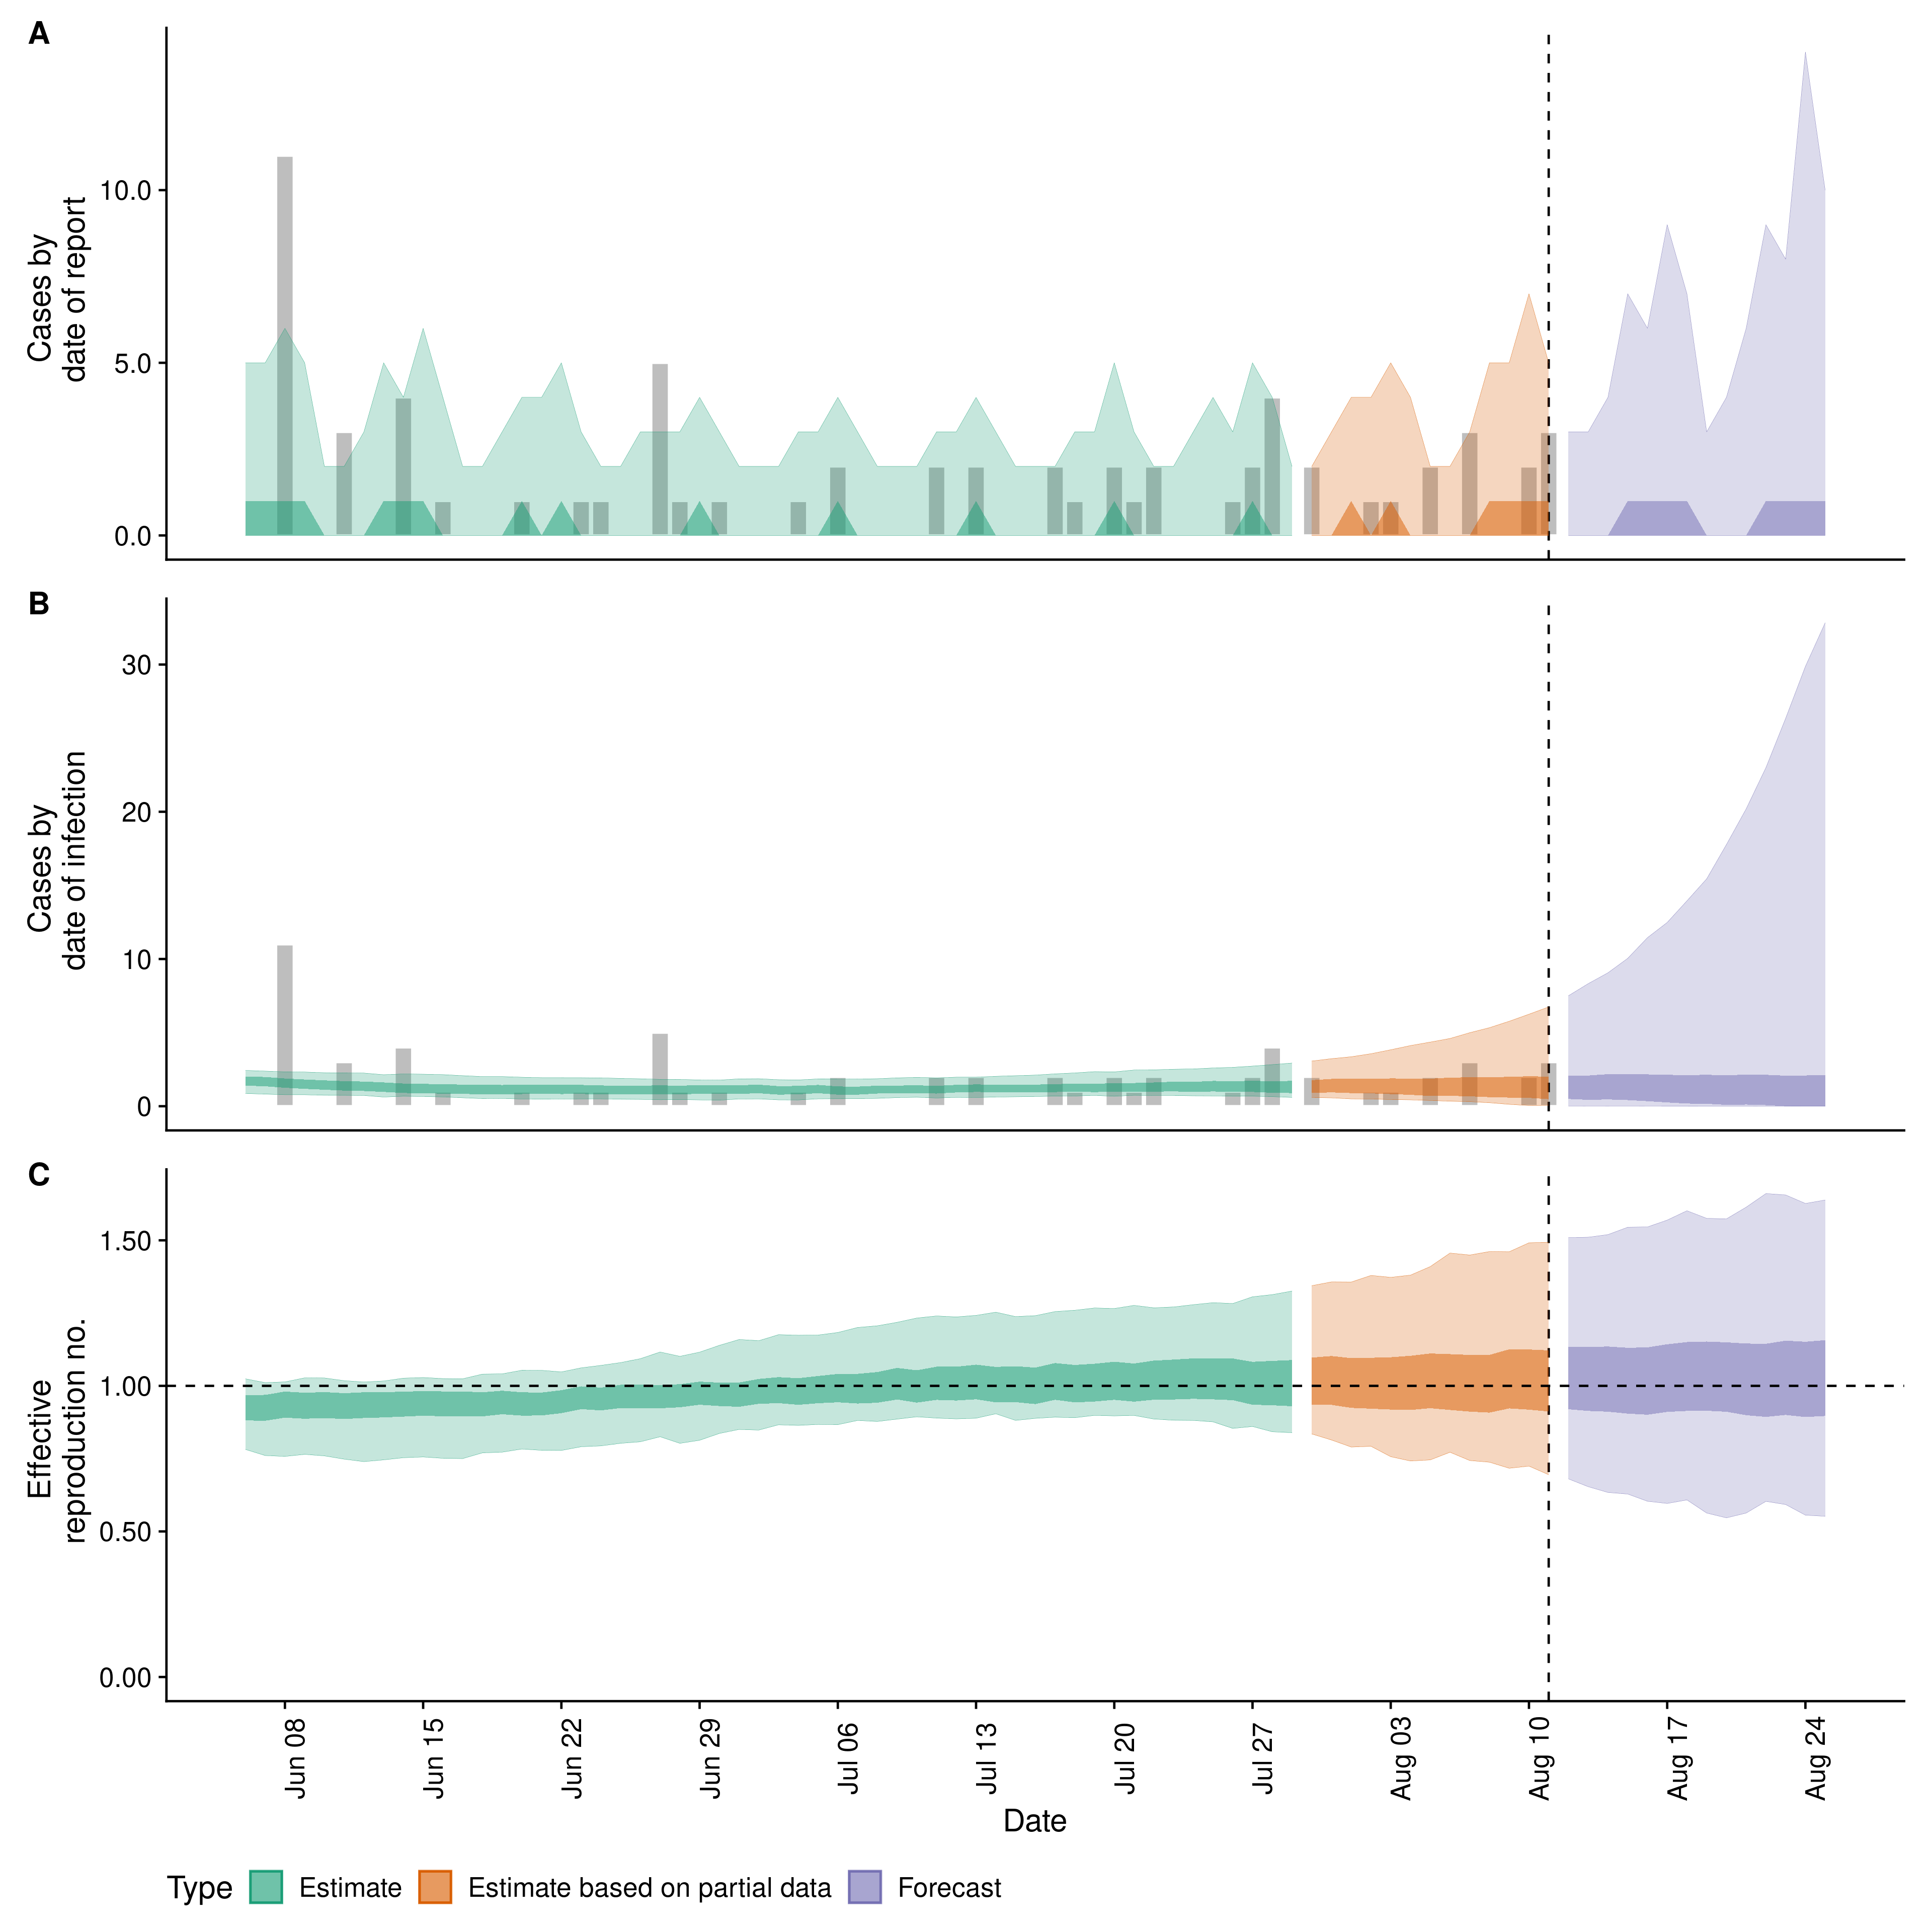 A
Cases by
date of report
10.0
5.0
0.0
B
Cases by
date of infection
30
20
10
0
C
Effective
reproduction no.
1.50
1.00
0.50
0.00
Jun 08
Jun 15
Jun 22
Jun 29
Jul 06
Jul 13
Jul 20
Jul 27
Aug 03
Aug 10
Aug 17
Aug 24
Date
Type Estimate Estimate based on partial data Forecast